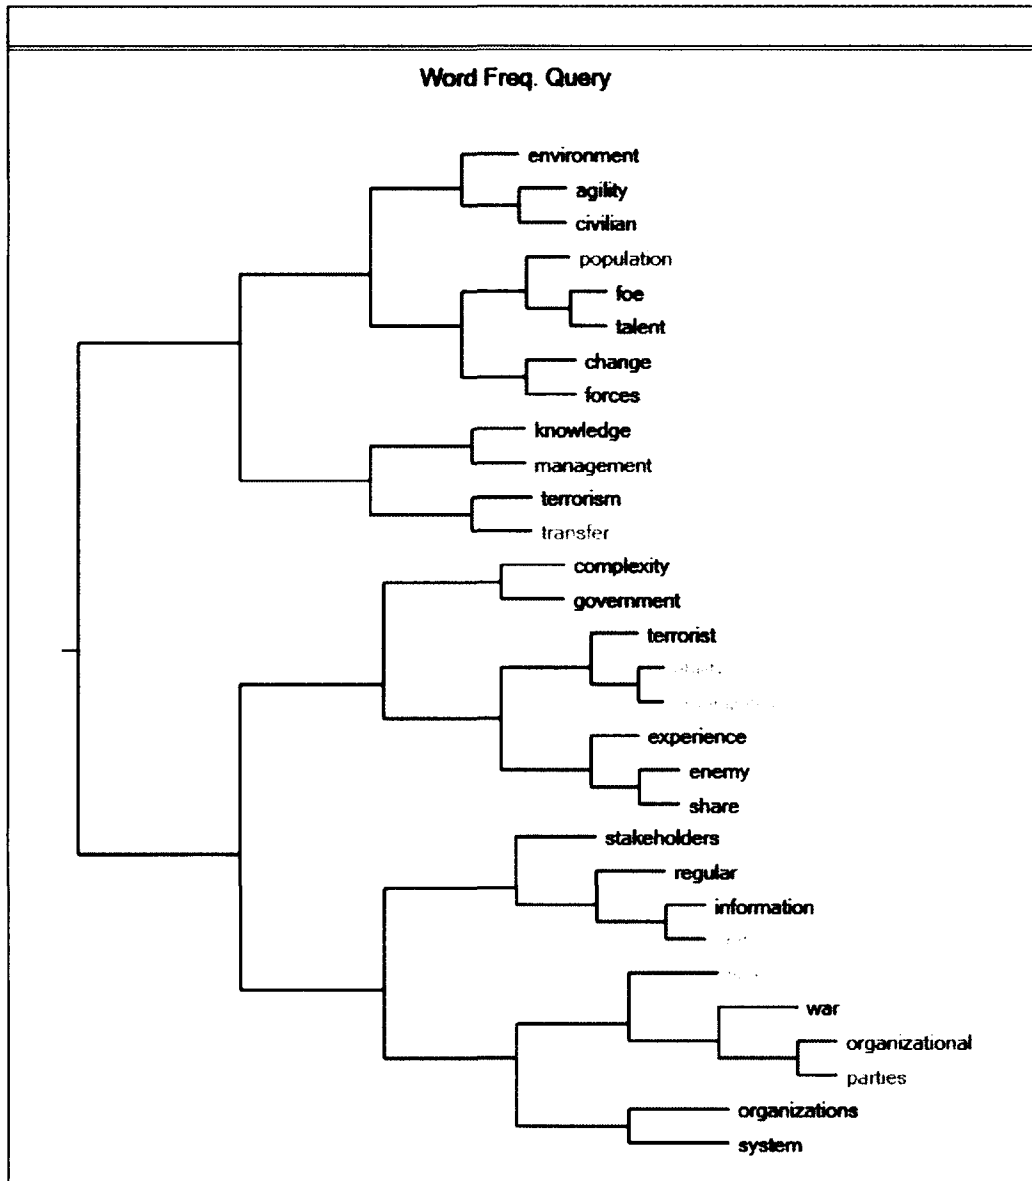 Word Freq. Query
environment
agility
civilian
population
foe
talent
change
forces
knowledge
management
terrorism
transfer
complexity
government
terrorist
experience
enemy
share
stakeholders
regular
information
war
organizational
parties
organizations
system